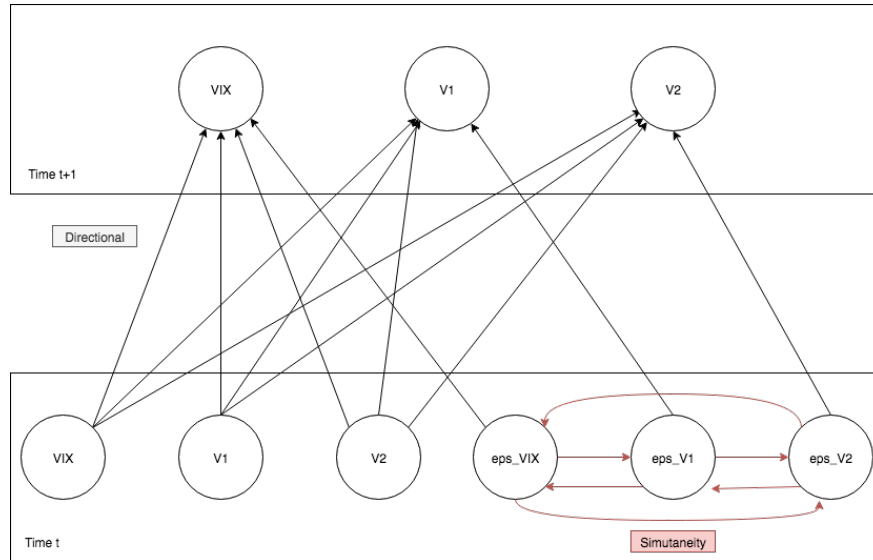 VIX
V1
V2
Time t+1
Directional
VIX
V1
V2
eps_VIX
eps_V1
eps_V2
Time t
Simutaneity